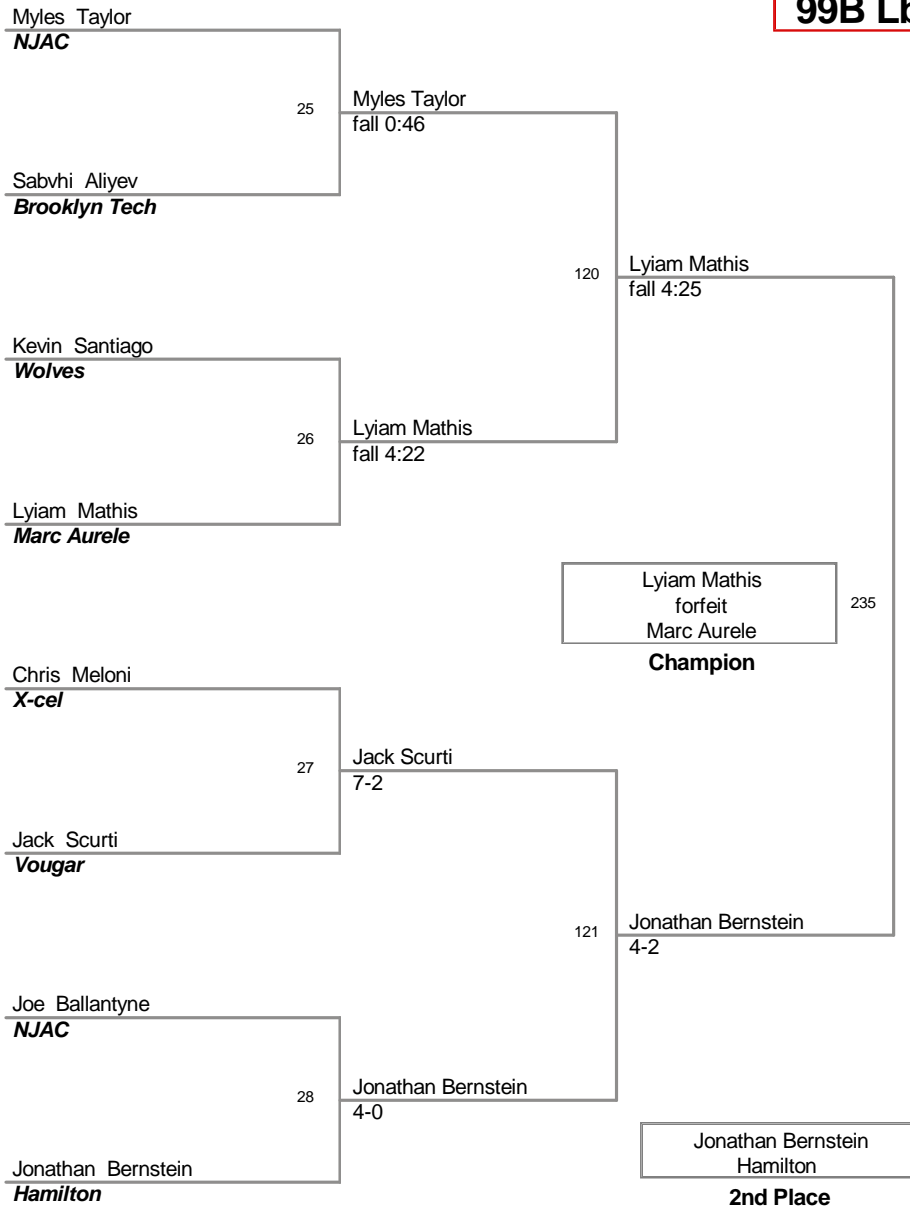 99B Lb
Myles Taylor
NJAC
25
Myles Taylor
fall 0:46
Sabvhi Aliyev
Brooklyn Tech
120
Lyiam Mathis
fall 4:25
Kevin Santiago
Wolves
26
Lyiam Mathis
fall 4:22
Lyiam Mathis
Marc Aurele
Lyiam Mathis
forfeit
Marc Aurele
235
Champion
Chris Meloni
X-cel
27
Jack Scurti
7-2
Jack Scurti
Vougar
121
Jonathan Bernstein
4-2
Joe Ballantyne
NJAC
28
Jonathan Bernstein
4-0
Jonathan Bernstein
Hamilton
Jonathan Bernstein
Hamilton
2nd Place